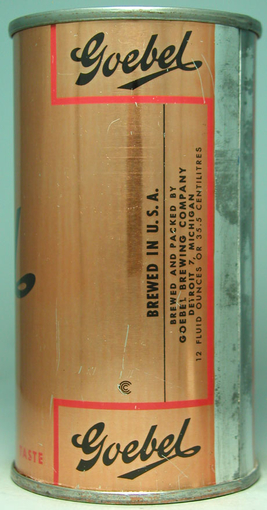 Goebel
BREWED IN U.S.A.
BREWED AND PACKED BY
GOEBEL BREWING COMPANY
DETROIT 7, MICHIGAN
12 FLUID OUNCES OR 35.5 CENTILITRES
Goebel
TASTE